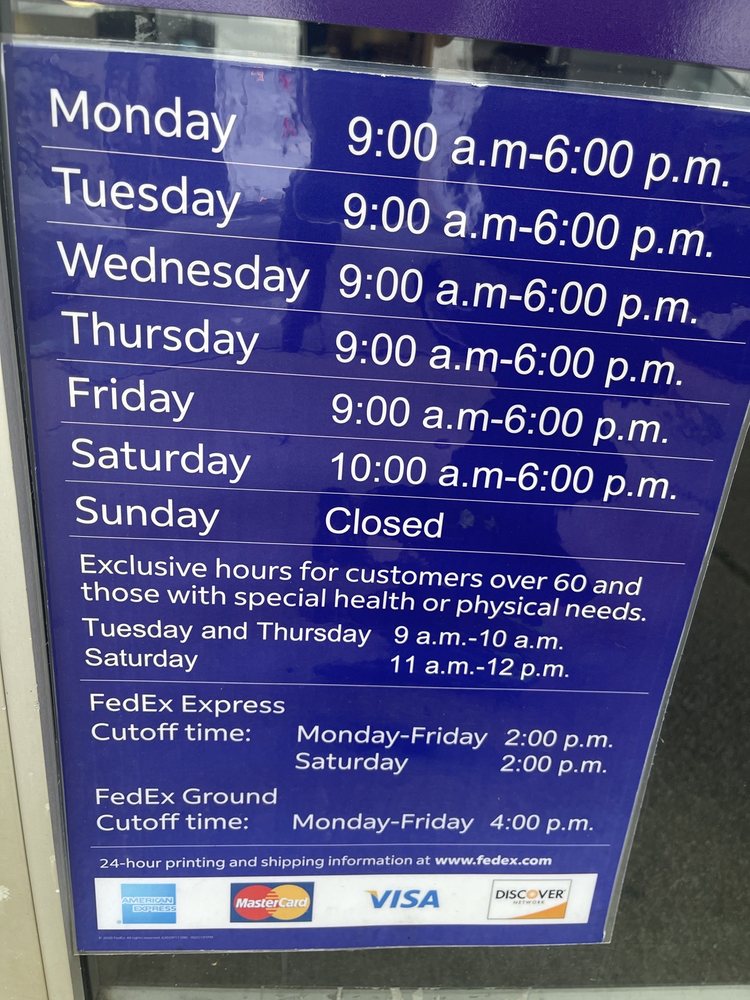 Monday 9:00 a.m-6:00 p.m.
Tuesday 9:00 a.m-6:00 p.m.
Wednesday 9:00 a.m-6:00 p.m.
Thursday 9:00 a.m-6:00 p.m.
Friday 9:00 a.m-6:00 p.m.
Saturday 10:00 a.m-6:00 p.m.
Sunday Closed
Exclusive hours for customers over 60 and
those with special health or physical needs.
Tuesday and Thursday 9 a.m.-10 a.m.
Saturday 11 a.m.-12 p.m.
FedEx Express
Cutoff time: Monday-Friday 2:00 p.m.
Saturday 2:00 p.m.
FedEx Ground
Cutoff time: Monday-Friday 4:00 p.m.
24-hour printing and shipping information at www.fedex.com
AMERICAN EXPRESS MasterCard VISA DISCOVER NETWORK